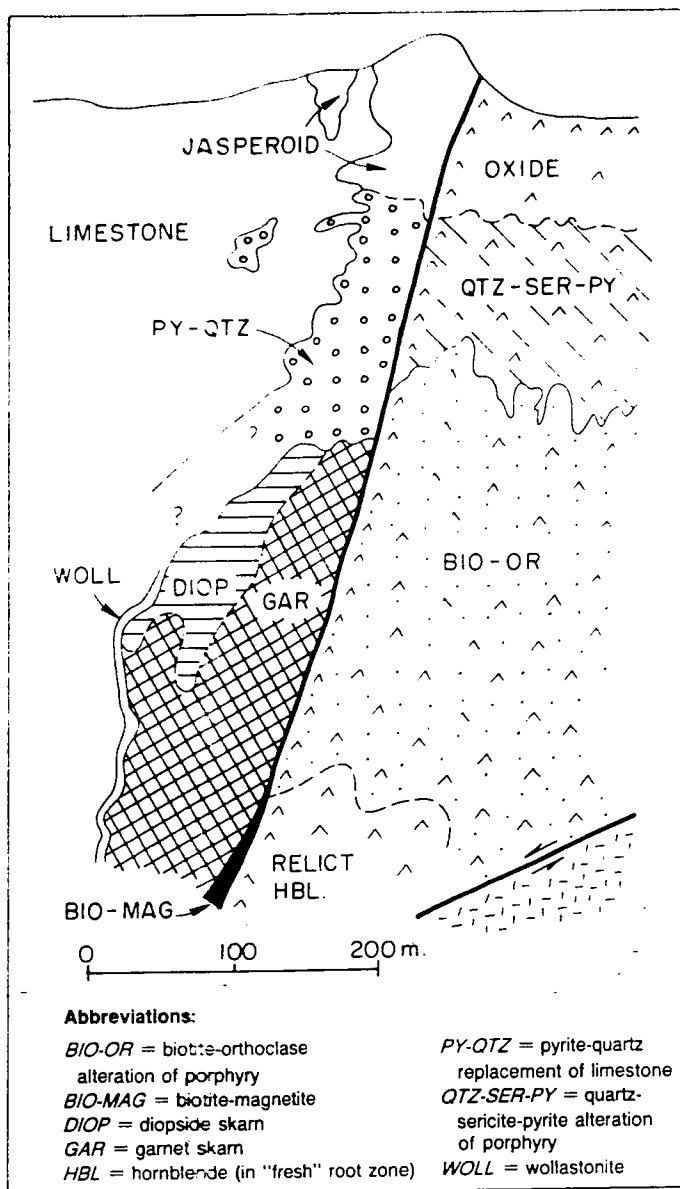 JASPEROID
OXIDE
LIMESTONE
QTZ-SER-PY
PY-QTZ
?
?
WOLL
DIOP
GAR
BIO-OR
RELICT
HBL.
BIO-MAG
0 100 200 m.
Abbreviations:
BIO-OR = biotite-orthoclase
alteration of porphyry
BIO-MAG = biotite-magnetite
DIOP = diopside skarn
GAR = garnet skarn
HBL = hornblende (in "fresh" root zone)
PY-QTZ = pyrite-quartz
replacement of limestone
QTZ-SER-PY = quartz-
sericite-pyrite alteration
of porphyry
WOLL = wollastonite